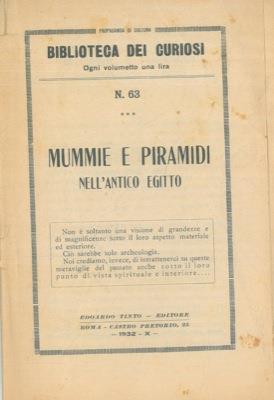 PROPAGANDA DI CULTURA
BIBLIOTECA DEI CURIOSI
Ogni volumetto una lira
N. 63
***
MUMMIE E PIRAMIDI
NELL'ANTICO EGITTO
Non è soltanto una visione di grandezze e
di magnificenze sotto il loro aspetto materiale
ed esteriore.
Ciò sarebbe solo archeologia.
Noi crediamo, invece, di intrattenerci su queste
meraviglie del passato anche sotto il loro
punto di vista spirituale e interiore....
EDOARDO TINTO — EDITORE
ROMA - CASTRO PRETORIO, 25
— 1932 - X —